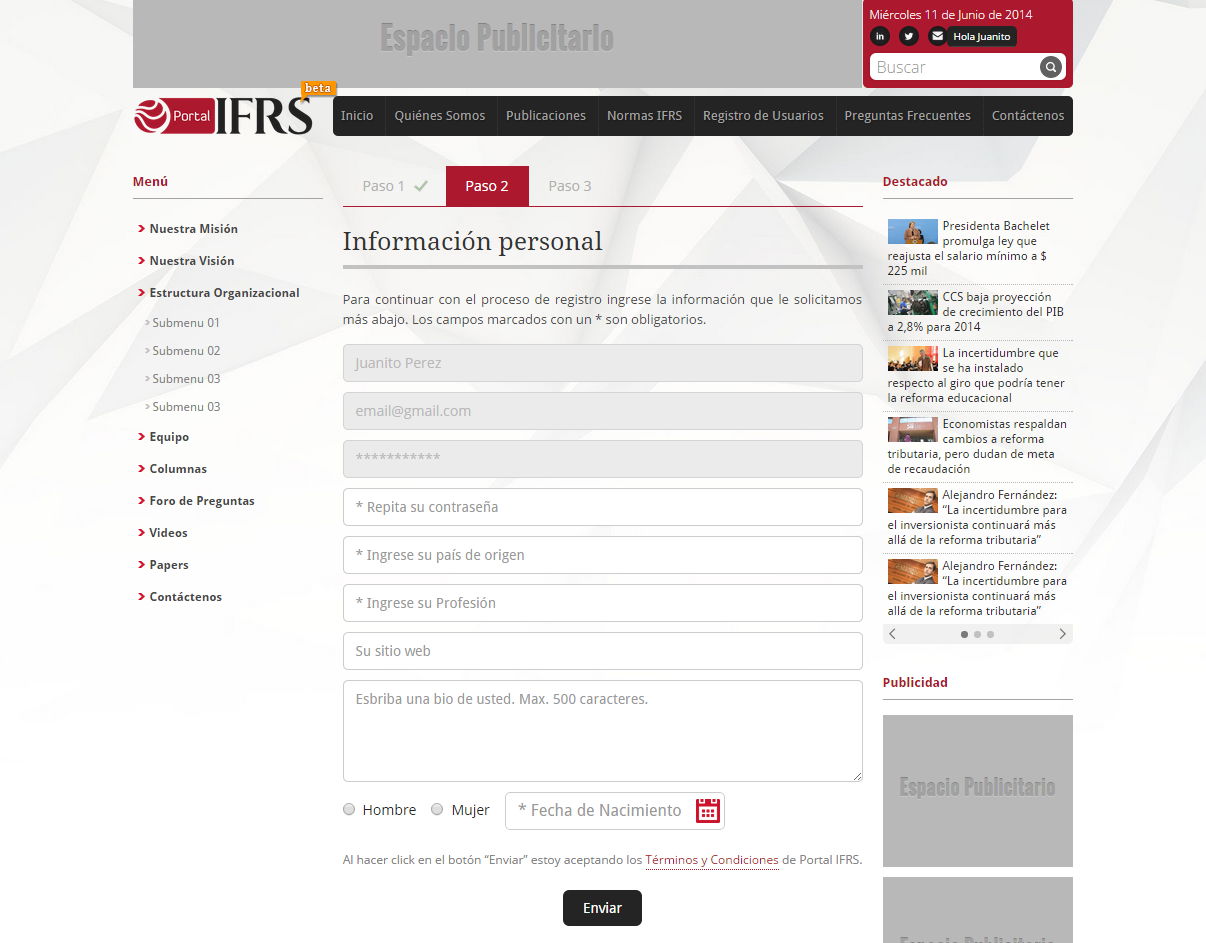 Espacio Publicitario
Miércoles 11 de Junio de 2014
in
Hola Juanito
Buscar
beta
Portal IFRS
Inicio
Quiénes Somos
Publicaciones
Normas IFRS
Registro de Usuarios
Preguntas Frecuentes
Contáctenos
Menú
Nuestra Misión
Nuestra Visión
Estructura Organizacional
Submenu 01
Submenu 02
Submenu 03
Submenu 03
Equipo
Columnas
Foro de Preguntas
Videos
Papers
Contáctenos
Paso 1
Paso 2
Paso 3
Información personal
Para continuar con el proceso de registro ingrese la información que le solicitamos
más abajo. Los campos marcados con un * son obligatorios.
Juanito Perez
email@gmail.com
***********
* Repita su contraseña
* Ingrese su país de origen
* Ingrese su Profesión
Su sitio web
Esbriba una bio de usted. Max. 500 caracteres.
Hombre
Mujer
* Fecha de Nacimiento
Al hacer click en el botón “Enviar” estoy aceptando los Términos y Condiciones de Portal IFRS.
Enviar
Destacado
Presidenta Bachelet
promulga ley que
reajusta el salario mínimo a $
225 mil
CCS baja proyección
de crecimiento del PIB
a 2,8% para 2014
La incertidumbre que
se ha instalado
respecto al giro que podría tener
la reforma educacional
Economistas respaldan
cambios a reforma
tributaria, pero dudan de meta
de recaudación
Alejandro Fernández:
“La incertidumbre para
el inversionista continuará más
allá de la reforma tributaria”
Alejandro Fernández:
“La incertidumbre para
el inversionista continuará más
allá de la reforma tributaria”
Publicidad
Espacio Publicitario
Espacio Publicitario